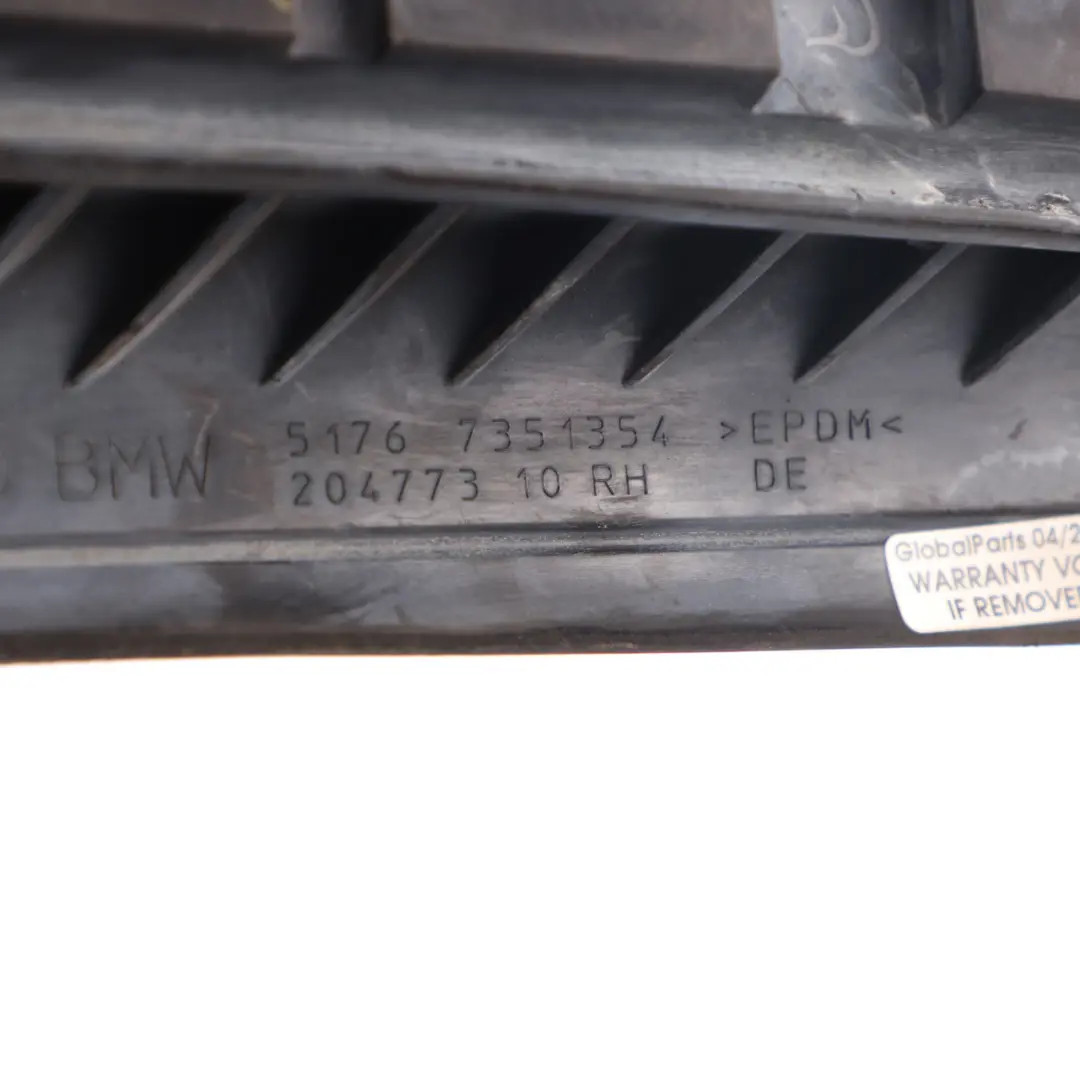 BMW 5176 7351354 >EPDM<
204773 10 RH DE
GlobalParts 04/2
WARRANTY VO
IF REMOVE